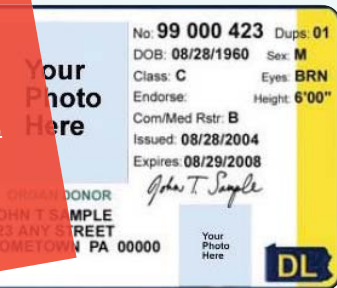 No: 99 000 423 Dups: 01
DOB: 08/28/1960 Sex: M
Class: C Eyes: BRN
Endorse: Height: 6'00"
Com/Med Rstr: B
Issued: 08/28/2004
Expires: 08/29/2008
John T. Sample
Your
Photo
Here
ORGAN DONOR
OHN T SAMPLE
23 ANY STREET
OMETOWN PA 00000
Your
Photo
Here
DL